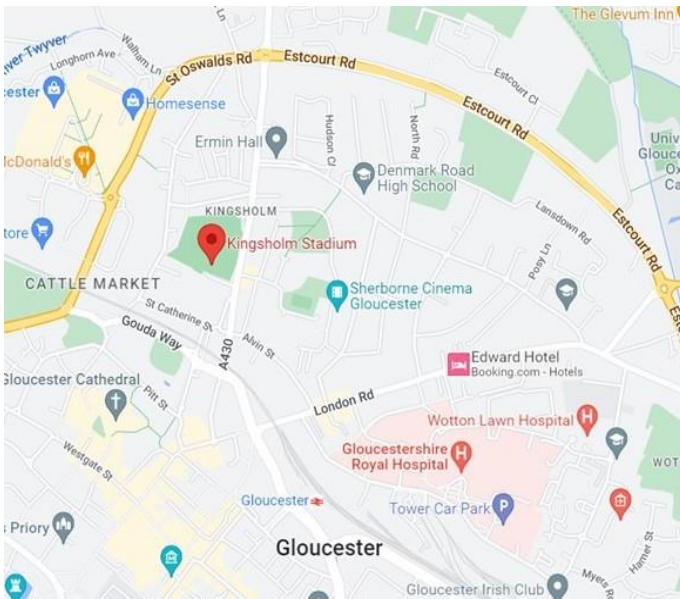 The Glevum Inn
Twyver
Walham Ln
Longhorn Ave
St Oswalds Rd
Estcourt Rd
Estcourt Cl
Homesense
Estcourt Rd
Hudson Cl
North Rd
Ermin Hall
McDonald's
Denmark Road
High School
KINGSHOLM
Lansdown Rd
Estcourt Rd
Kingsholm Stadium
Posy Ln
CATTLE MARKET
Sherborne Cinema
Gloucester
St Catherine St
Gouda Way
Alvin St
A430
Edward Hotel
Booking.com - Hotels
Gloucester Cathedral
Pitt St
London Rd
Wotton Lawn Hospital
Gloucestershire
Royal Hospital
Westgate St
Gloucester
Tower Car Park
Priory
Gloucester
Horner St
Myers Rd
Gloucester Irish Club